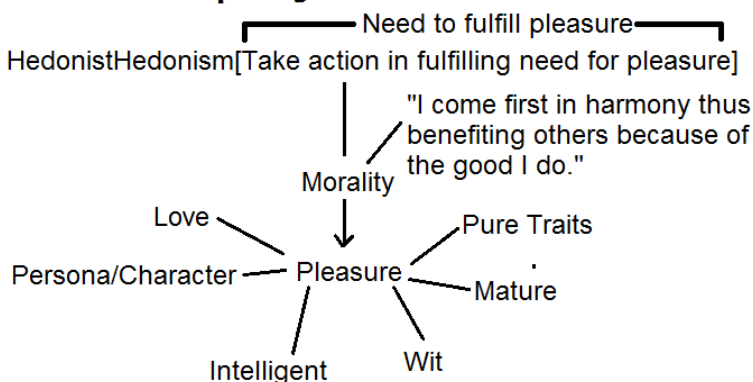 Need to fulfill pleasure
HedonistHedonism[Take action in fulfilling need for pleasure]
"I come first in harmony thus
benefiting others because of
the good I do."
Morality
Love
Pure Traits
Persona/Character
Pleasure
Mature
Intelligent
Wit